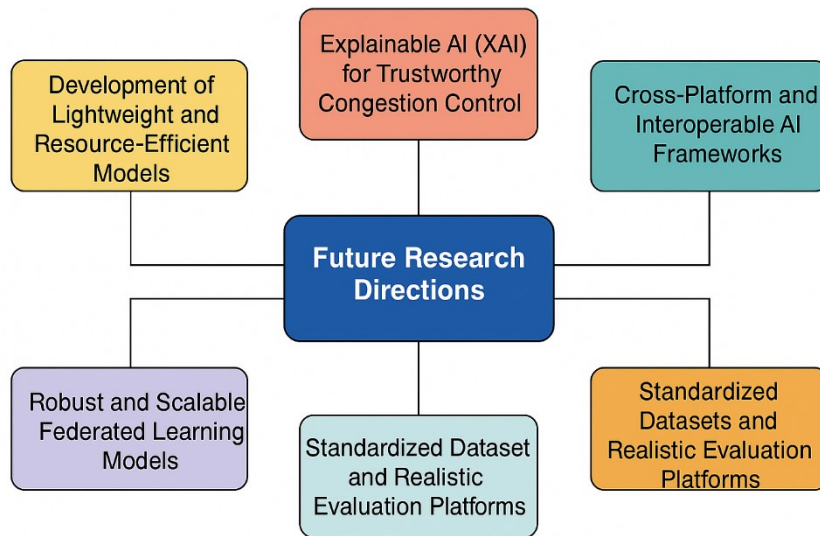 Explainable AI (XAI)
for Trustworthy
Congestion Control
Development of
Lightweight and
Resource-Efficient
Models
Cross-Platform and
Interoperable AI
Frameworks
Future Research
Directions
Robust and Scalable
Federated Learning
Models
Standardized Dataset
and Realistic
Evaluation Platforms
Standardized
Datasets and
Realistic Evaluation
Platforms